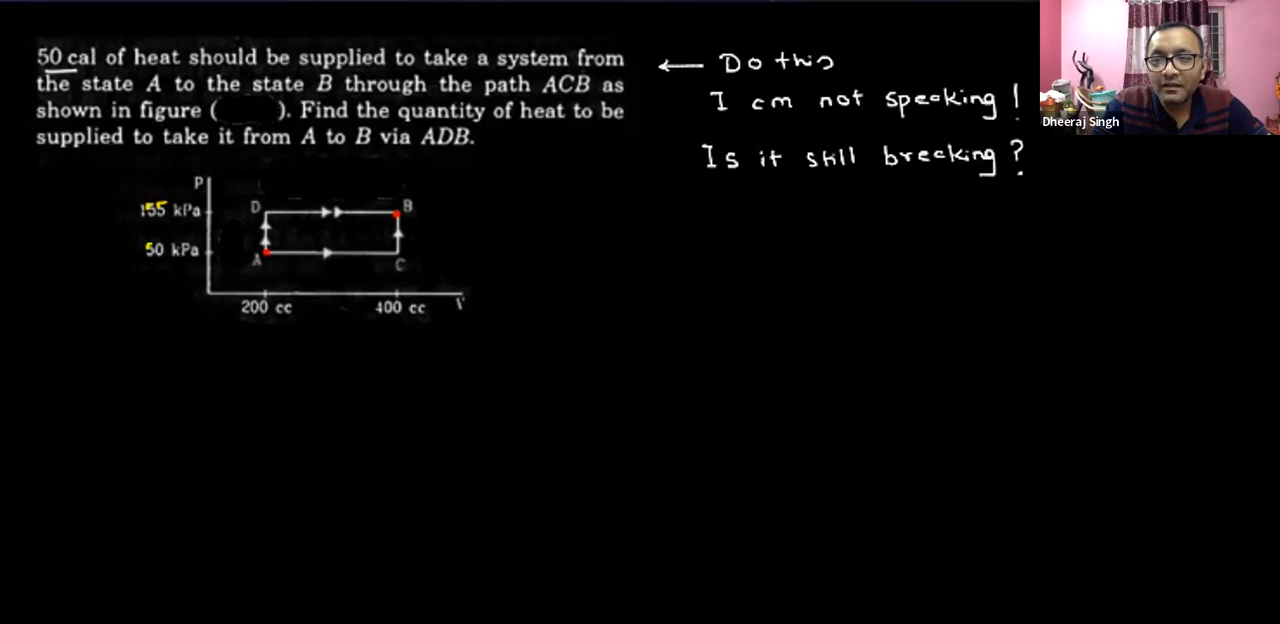 50 cal of heat should be supplied to take a system from
the state A to the state B through the path ACB as
shown in figure ( ). Find the quantity of heat to be
supplied to take it from A to B via ADB.
← Do this
I cm not speaking!
Is it still brecking?
Dheeraj Singh
P
155 kPa
D
B
50 kPa
A
C
200 cc
400 cc
V